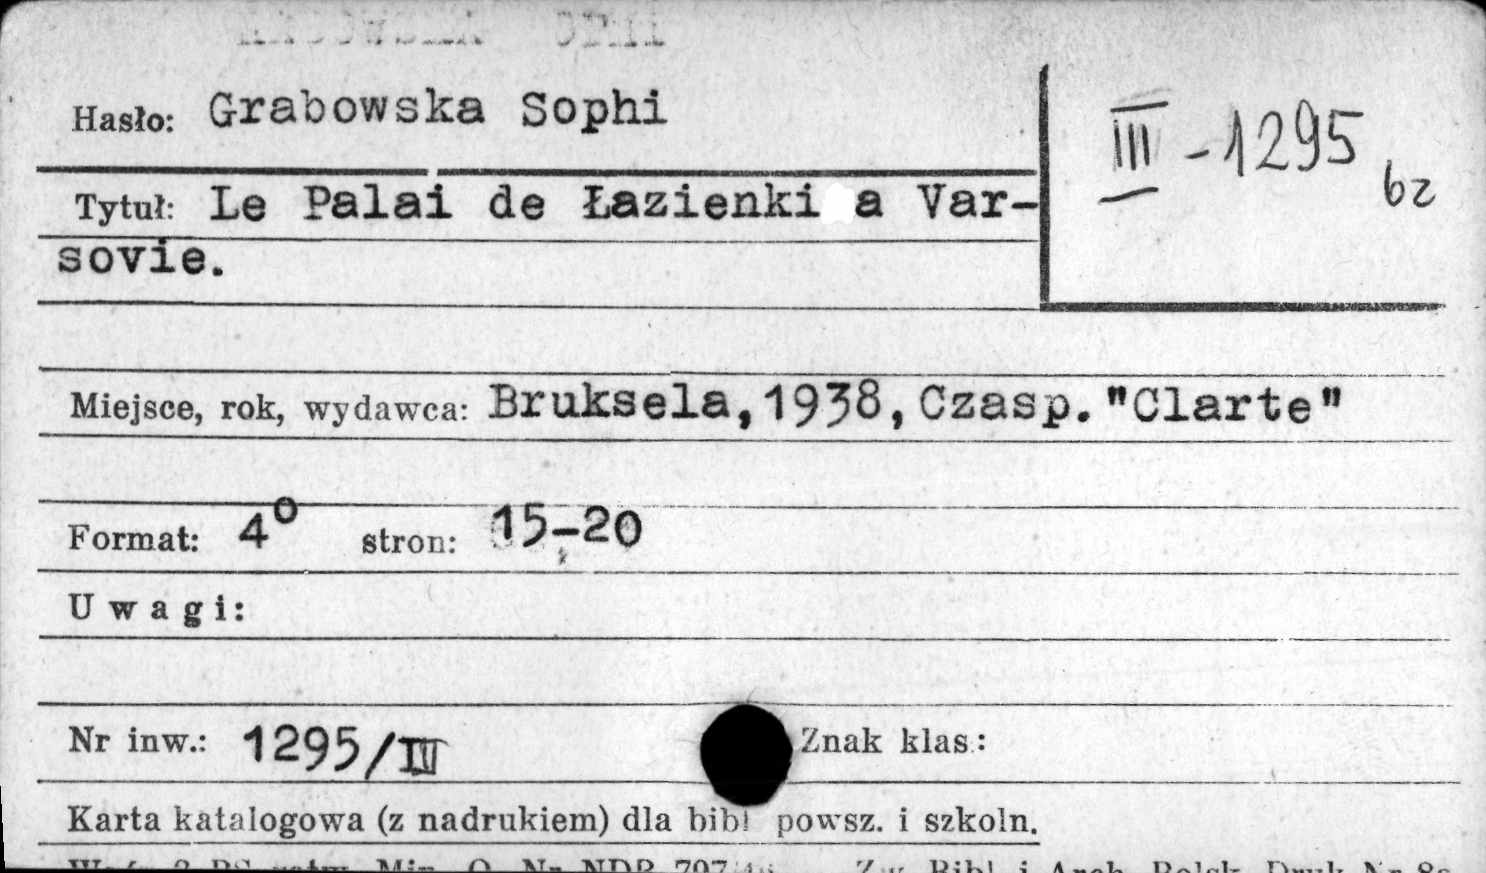 Hasło: Grabowska Sophi
III - 1295
bz
Tytuł: Le Palai de Łazienki a Var-
sovie.
Miejsce, rok, wydawca: Bruksela, 1938, Czasp. "Clarte"
Format: 4° stron: 15-20
Uwagi:
Nr inw.: 1295/III Znak klas.:
Karta katalogowa (z nadrukiem) dla bibl powsz. i szkoln.